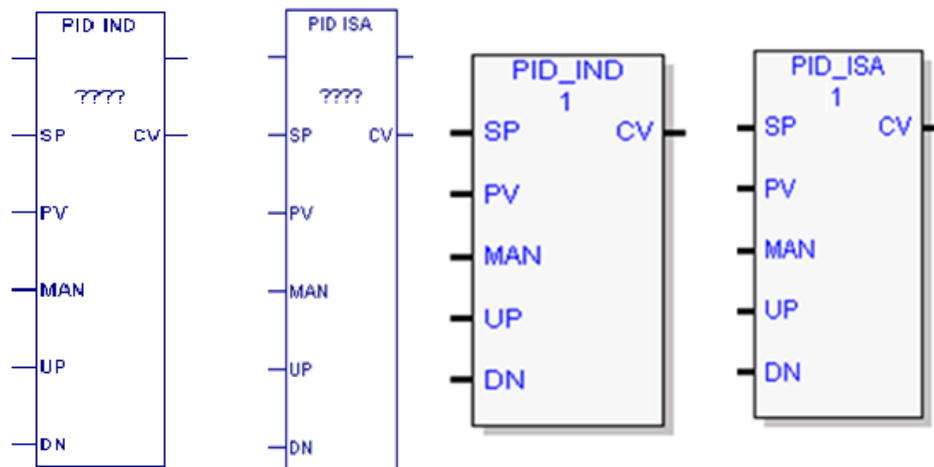 PID IND
????
SP CV
PV
MAN
UP
DN
PID ISA
????
SP CV
PV
MAN
UP
DN
PID_IND
1
SP CV
PV
MAN
UP
DN
PID_ISA
1
SP CV
PV
MAN
UP
DN